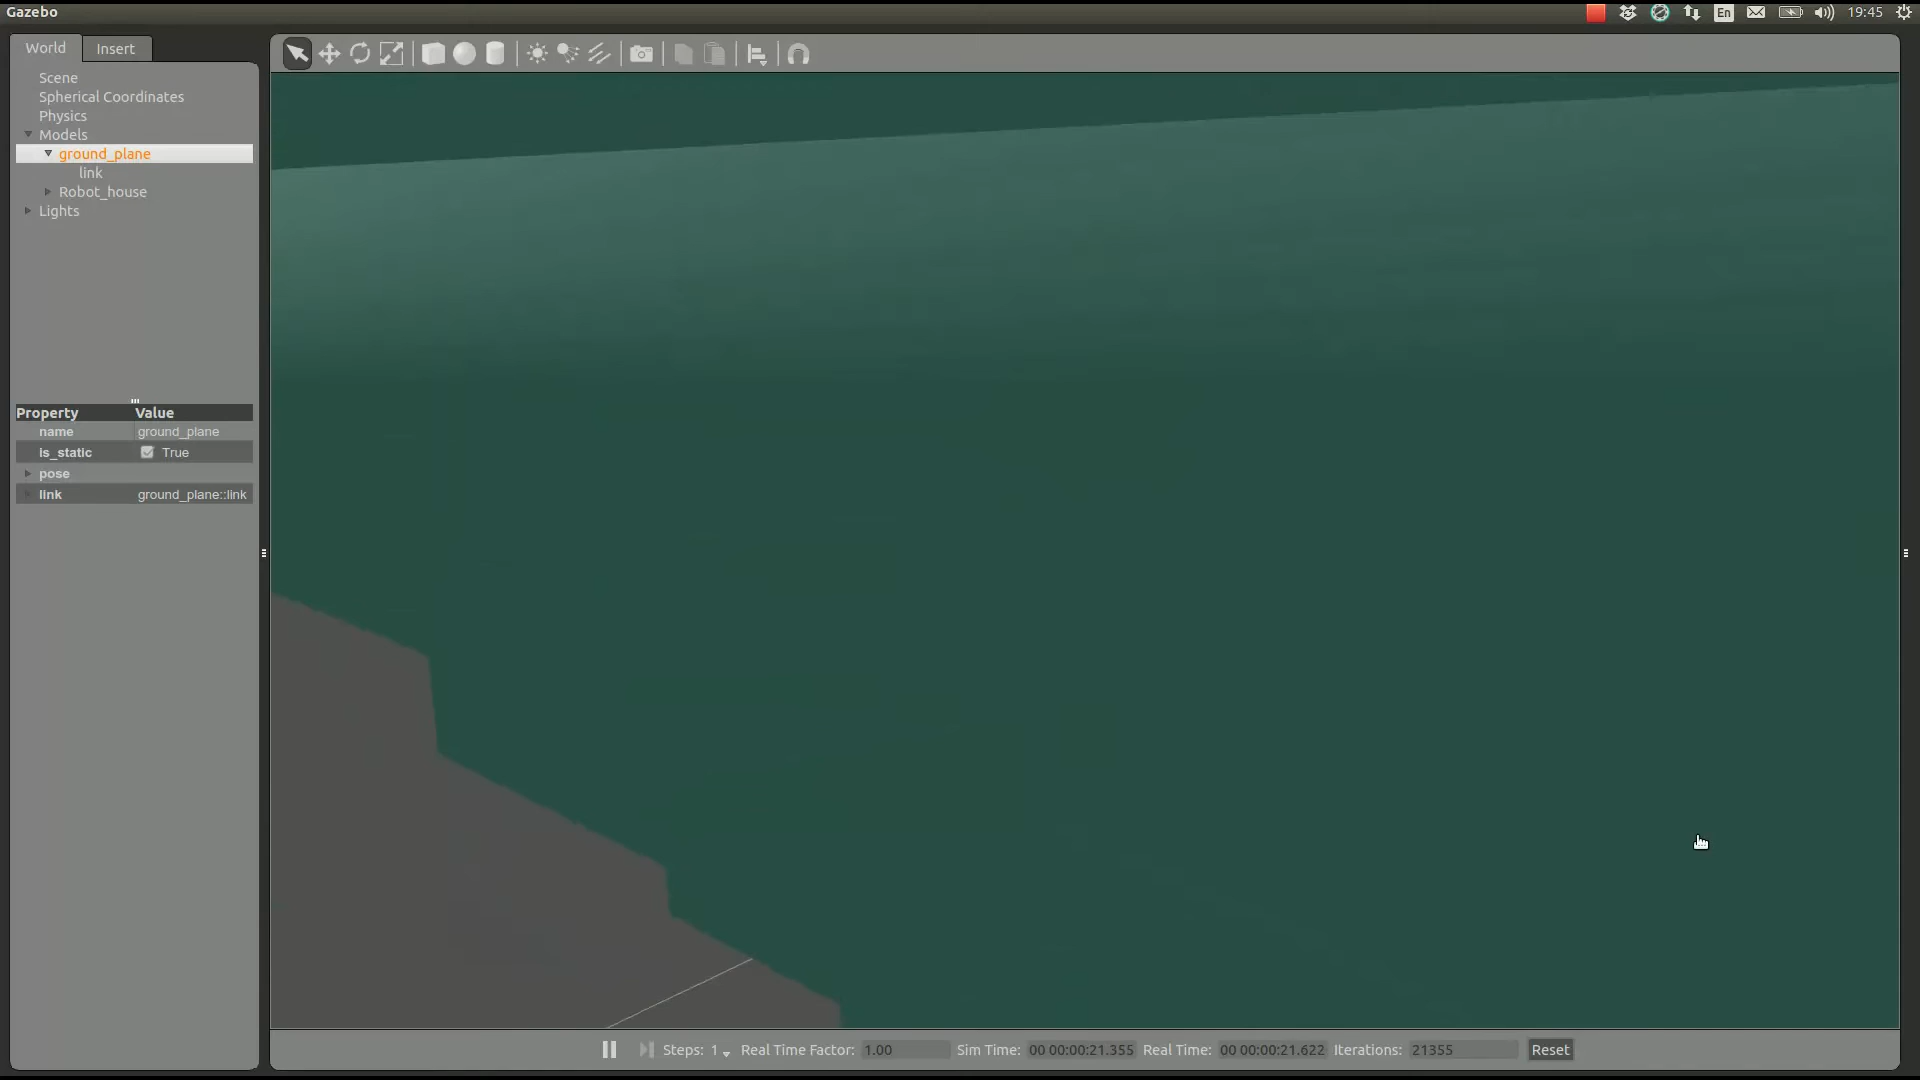 Gazebo
En
19:45
World
Insert
Scene
Spherical Coordinates
Physics
Models
ground_plane
link
Robot_house
Lights
Property Value
name ground_plane
is_static True
pose
link ground_plane::link
Steps: 1 Real Time Factor: 1.00 Sim Time: 00 00:00:21.355 Real Time: 00 00:00:21.622 Iterations: 21355 Reset